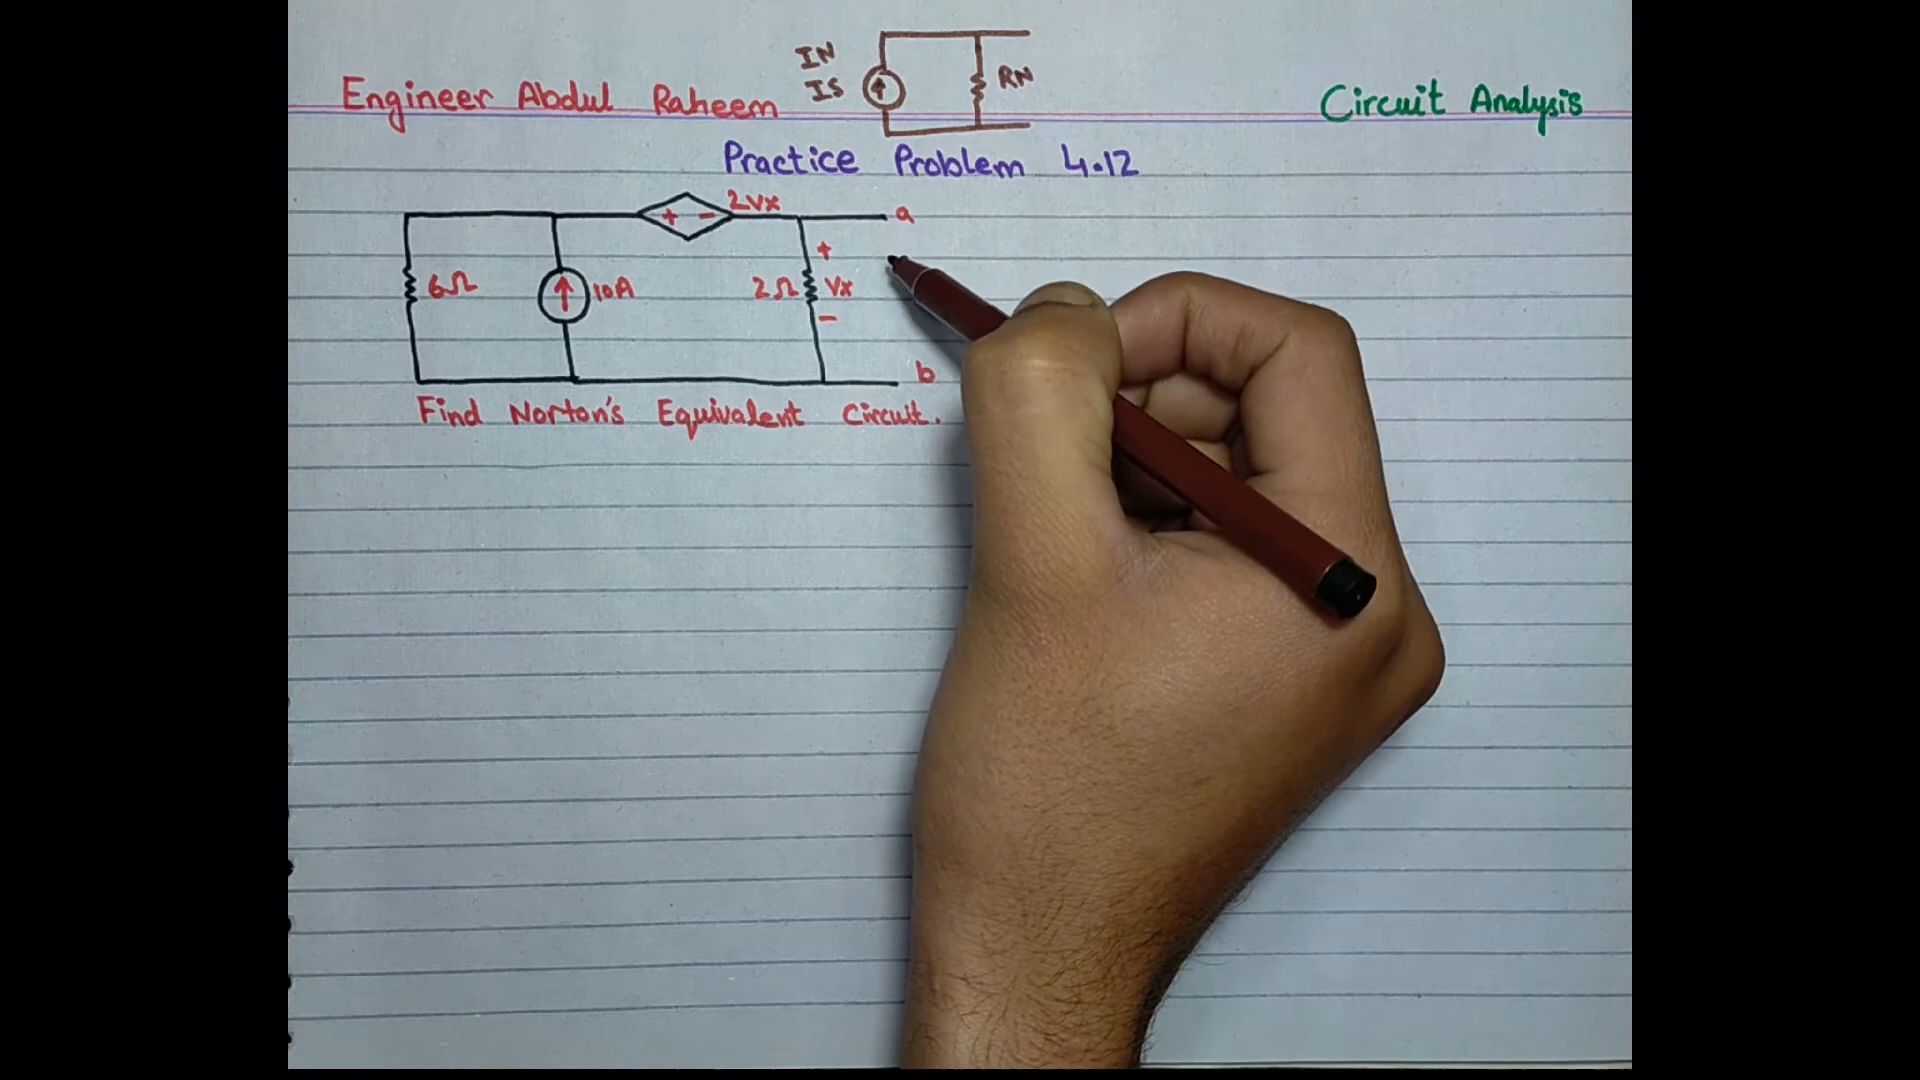 IN
IS
RN
Engineer Abdul Raheem
Circuit Analysis
Practice Problem 4.12
+ - 2Vx
a
6Ω
10A
2Ω
+
Vx
-
b
Find Norton's Equivalent Circuit.